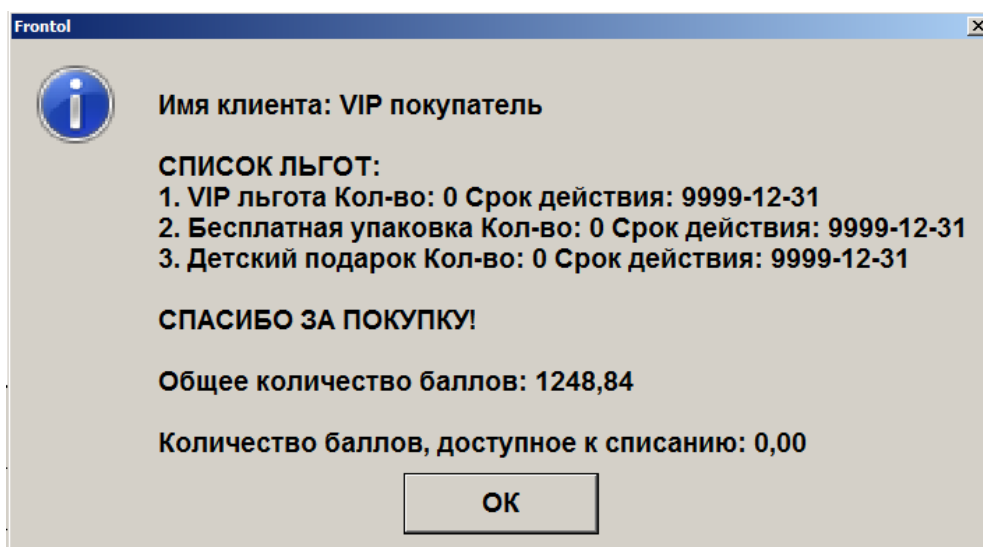 Frontol
Имя клиента: VIP покупатель
СПИСОК ЛЬГОТ:
1. VIP льгота Кол-во: 0 Срок действия: 9999-12-31
2. Бесплатная упаковка Кол-во: 0 Срок действия: 9999-12-31
3. Детский подарок Кол-во: 0 Срок действия: 9999-12-31
СПАСИБО ЗА ПОКУПКУ!
Общее количество баллов: 1248,84
Количество баллов, доступное к списанию: 0,00
ОК